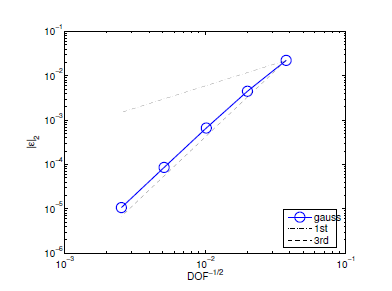 10⁻¹
10⁻²
10⁻³
10⁻⁴
10⁻⁵
10⁻⁶
|ε|₂
10⁻³
10⁻²
10⁻¹
DOF⁻¹/²
gauss
1st
3rd